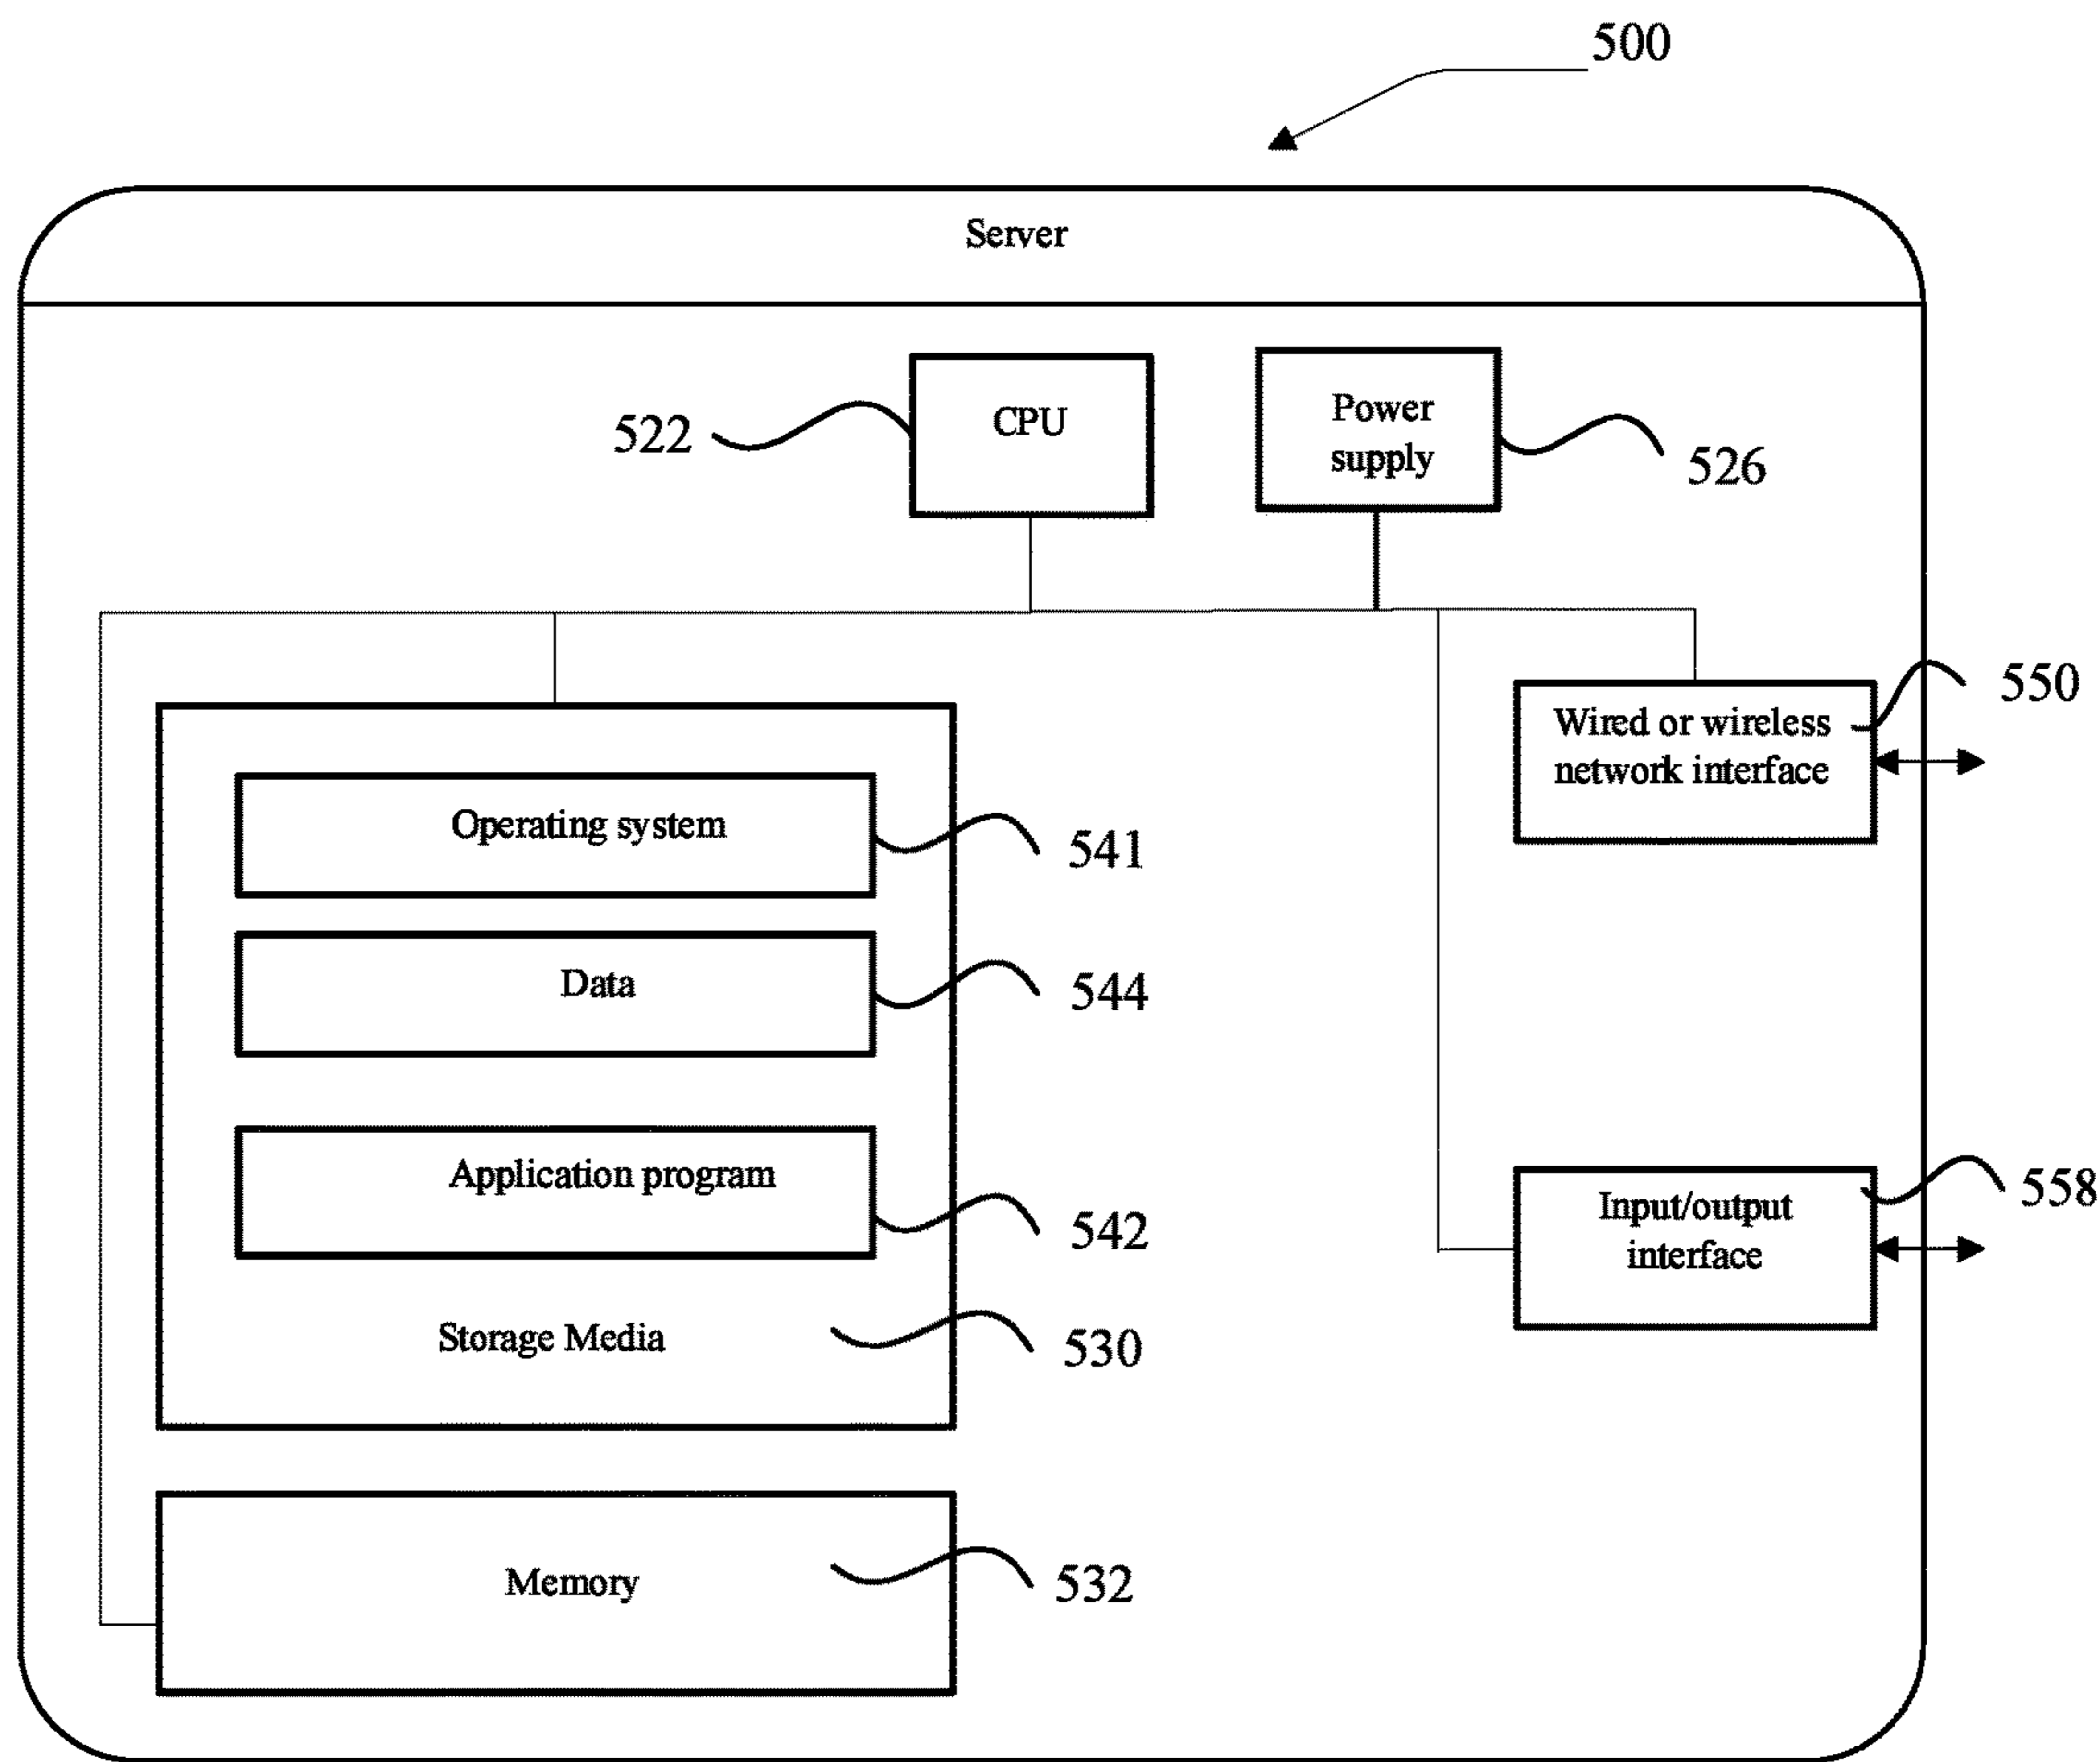 500
Server
CPU
522
Power
supply
526
550
Wired or wireless
network interface
Operating system
541
Data
544
Application program
542
558
Input/output
interface
Storage Media
530
Memory
532